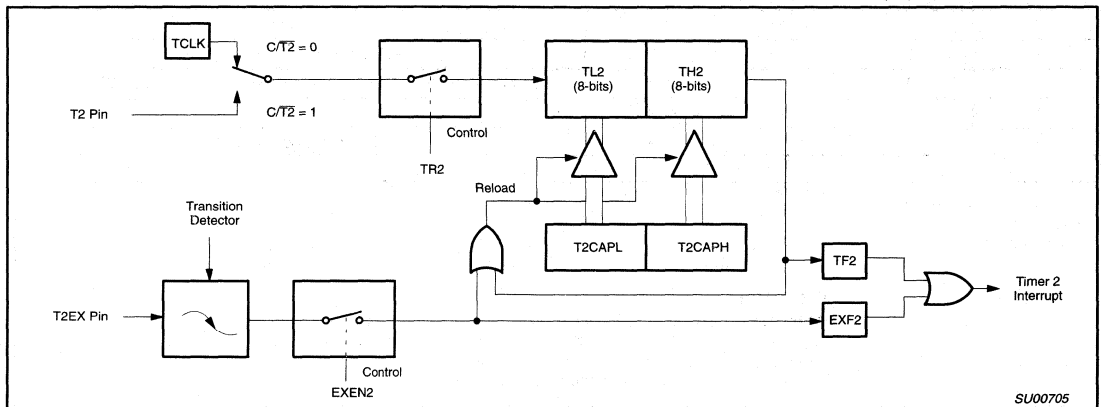 TCLK
C/T2 = 0
T2 Pin
C/T2 = 1
Control
TR2
TL2
(8-bits)
TH2
(8-bits)
Reload
T2CAPL
T2CAPH
Transition
Detector
T2EX Pin
Control
EXEN2
TF2
EXF2
Timer 2
Interrupt
SU00705